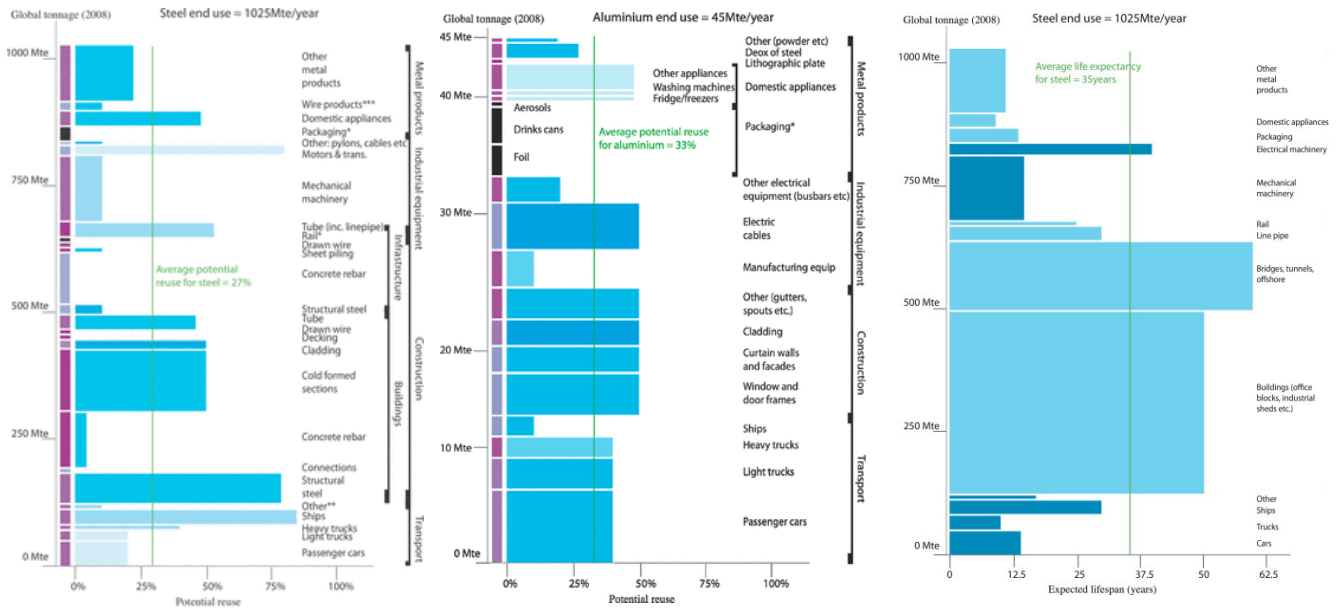 Global tonnage (2008)
Steel end use = 1025Mte/year
1000 Mte
750 Mte
500 Mte
250 Mte
0 Mte
Other
metal
products
Wire products***
Domestic appliances
Packaging*
Other: pylons, cables etc
Motors & trans.
Mechanical
machinery
Tube (inc. linepipe)
Rail*
Drawn wire
Sheet piling
Concrete rebar
Structural steel
Tube
Drawn wire
Decking
Cladding
Cold formed
sections
Concrete rebar
Connections
Structural
steel
Other**
Ships
Heavy trucks
Light trucks
Passenger cars
Average potential
reuse for steel = 27%
Metal products
Industrial equipment
Infrastructure
Construction
Buildings
Transport
0%
25%
50%
75%
100%
Potential reuse
Global tonnage (2008)
Aluminium end use = 45Mte/year
45 Mte
40 Mte
30 Mte
20 Mte
10 Mte
0 Mte
Other (powder etc)
Deox of steel
Lithographic plate
Other appliances
Washing machines
Fridge/freezers
Domestic appliances
Aerosols
Drinks cans
Foil
Packaging*
Average potential reuse
for aluminium = 33%
Other electrical
equipment (busbars etc)
Electric
cables
Manufacturing equip
Other (gutters,
spouts etc.)
Cladding
Curtain walls
and facades
Window and
door frames
Ships
Heavy trucks
Light trucks
Passenger cars
Metal products
Industrial equipment
Construction
Transport
0%
25%
50%
75%
100%
Potential reuse
Global tonnage (2008)
Steel end use = 1025Mte/year
1000 Mte
750 Mte
500 Mte
250 Mte
0 Mte
Average life expectancy
for steel = 35years
Other
metal
products
Domestic appliances
Packaging
Electrical machinery
Mechanical
machinery
Rail
Line pipe
Bridges, tunnels,
offshore
Buildings (office
blocks, industrial
sheds etc.)
Other
Ships
Trucks
Cars
0
12.5
25
37.5
50
62.5
Expected lifespan (years)